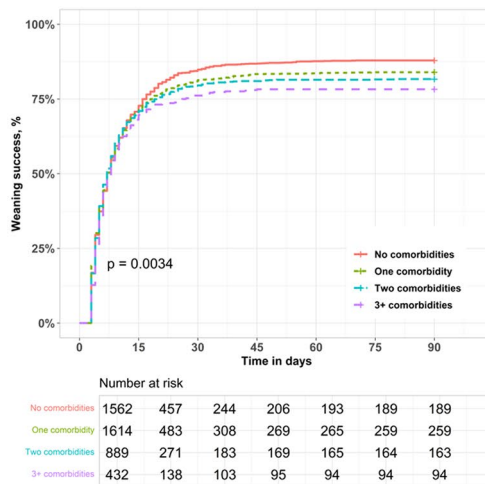 100%
75%
50%
25%
0%
Weaning success, %
p = 0.0034
No comorbidities
One comorbidity
Two comorbidities
3+ comorbidities
0 15 30 45 60 75 90
Time in days
Number at risk
No comorbidities 1562 457 244 206 193 189 189
One comorbidity 1614 483 308 269 265 259 259
Two comorbidities 889 271 183 169 165 164 163
3+ comorbidities 432 138 103 95 94 94 94